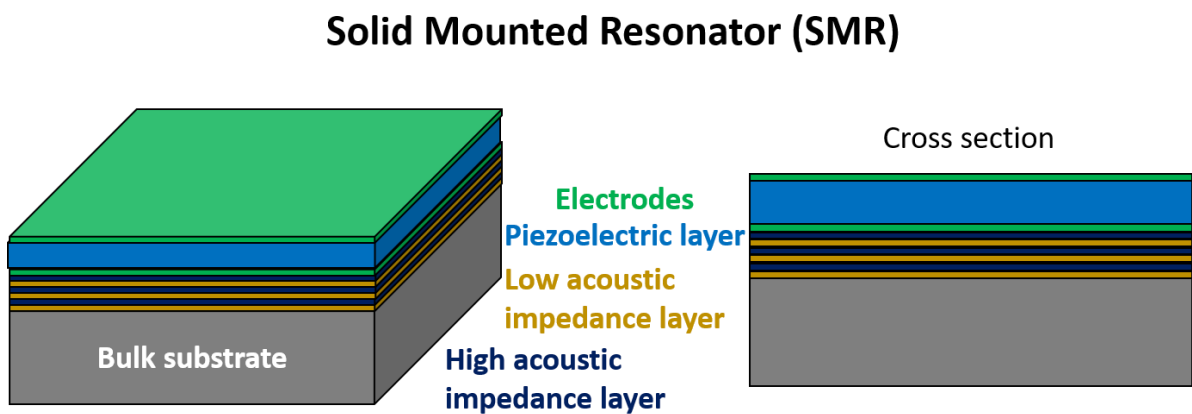 Solid Mounted Resonator (SMR)
Cross section
Electrodes
Piezoelectric layer
Low acoustic
impedance layer
Bulk substrate
High acoustic
impedance layer